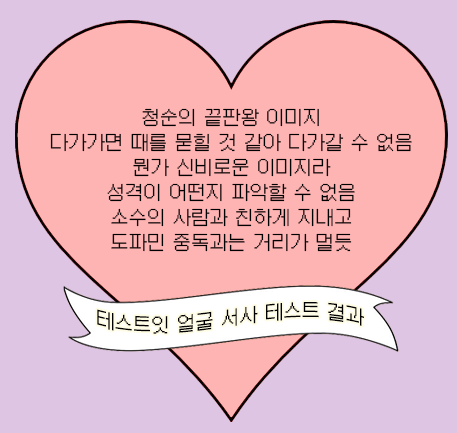 청순의 끝판왕 이미지
다가가면 때를 묻힐 것 같아 다가갈 수 없음
뭔가 신비로운 이미지라
성격이 어떤지 파악할 수 없음
소수의 사람과 친하게 지내고
도파민 중독과는 거리가 멀듯
테스트잇 얼굴 서사 테스트 결과